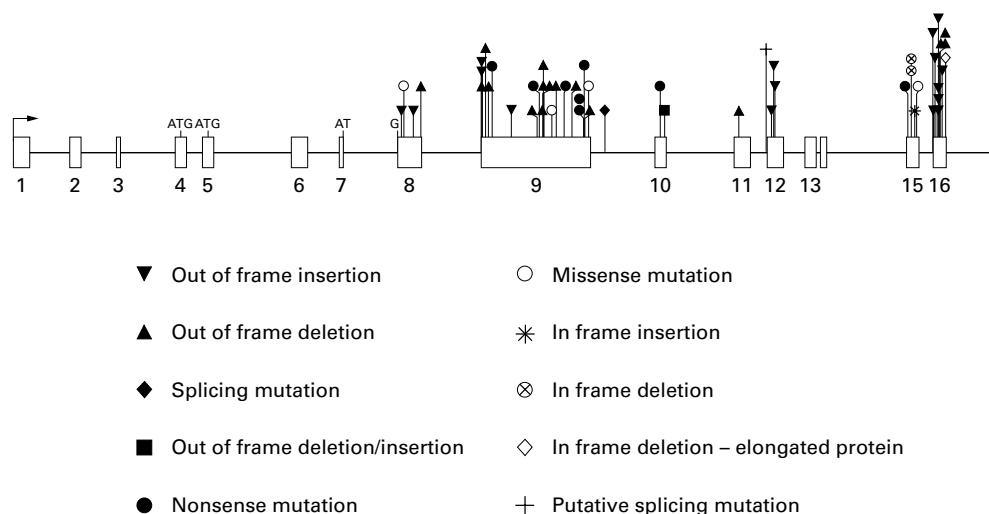 ATG ATG AT G
1 2 3 4 5 6 7 8 9 10 11 12 13 15 16
Out of frame insertion Missense mutation
Out of frame deletion In frame insertion
Splicing mutation In frame deletion
Out of frame deletion/insertion In frame deletion – elongated protein
Nonsense mutation Putative splicing mutation